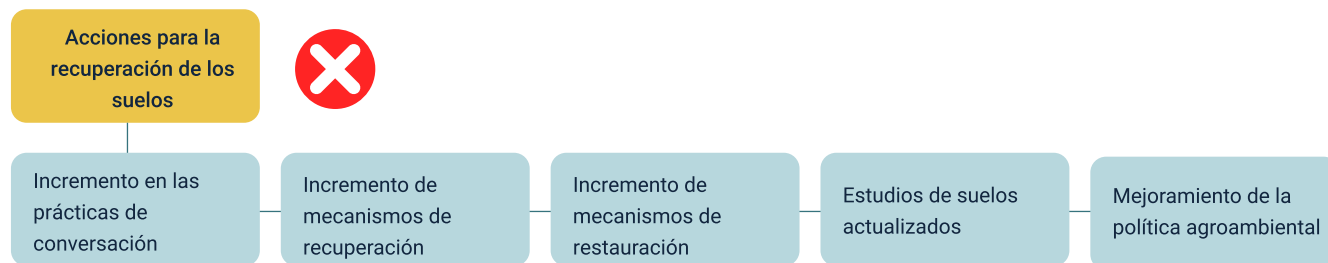 Acciones para la
recuperación de los
suelos
Incremento en las
prácticas de
conversación
Incremento de
mecanismos de
recuperación
Incremento de
mecanismos de
restauración
Estudios de suelos
actualizados
Mejoramiento de la
política agroambiental